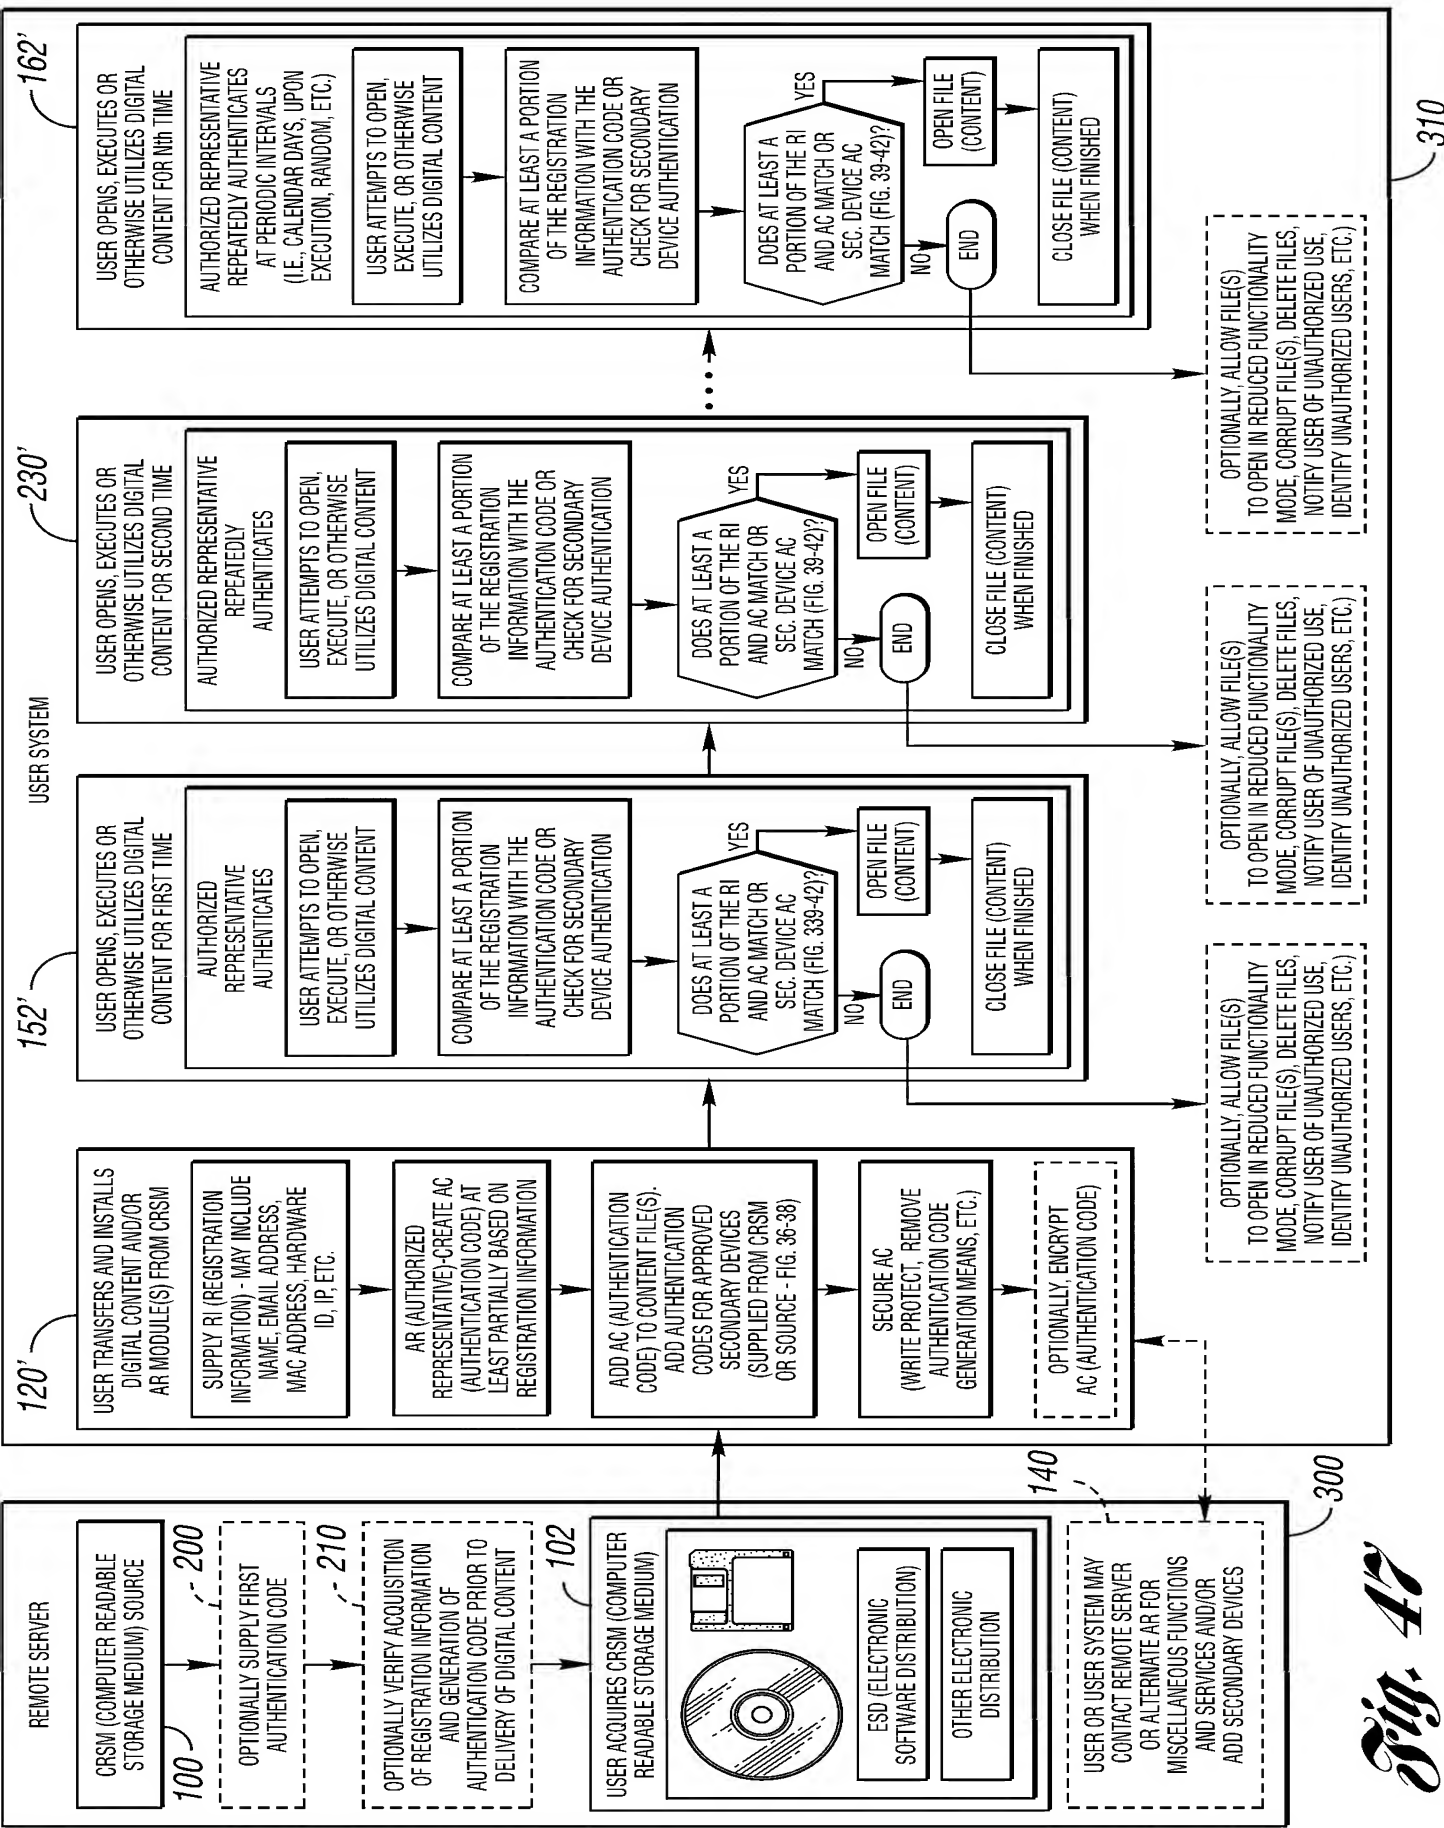 REMOTE SERVER
CRSM (COMPUTER READABLE
STORAGE MEDIUM) SOURCE
100
OPTIONALLY SUPPLY FIRST
AUTHENTICATION CODE
200
OPTIONALLY VERIFY ACQUISITION
OF REGISTRATION INFORMATION
AND GENERATION OF
AUTHENTICATION CODE PRIOR TO
DELIVERY OF DIGITAL CONTENT
210
USER ACQUIRES CRSM (COMPUTER
READABLE STORAGE MEDIUM)
102
ESD (ELECTRONIC
SOFTWARE DISTRIBUTION)
OTHER ELECTRONIC
DISTRIBUTION
USER OR USER SYSTEM MAY
CONTACT REMOTE SERVER
OR ALTERNATE AR FOR
MISCELLANEOUS FUNCTIONS
AND SERVICES AND/OR
ADD SECONDARY DEVICES
140
300
USER SYSTEM
120'
USER TRANSFERS AND INSTALLS
DIGITAL CONTENT AND/OR
AR MODULE(S) FROM CRSM
SUPPLY RI (REGISTRATION
INFORMATION) - MAY INCLUDE
NAME, EMAIL ADDRESS,
MAC ADDRESS, HARDWARE
ID, IP, ETC.
AR (AUTHORIZED
REPRESENTATIVE)-CREATE AC
(AUTHENTICATION CODE) AT
LEAST PARTIALLY BASED ON
REGISTRATION INFORMATION
ADD AC (AUTHENTICATION
CODE) TO CONTENT FILE(S).
ADD AUTHENTICATION
CODES FOR APPROVED
SECONDARY DEVICES
(SUPPLIED FROM CRSM
OR SOURCE - FIG. 36-38)
SECURE AC
(WRITE PROTECT, REMOVE
AUTHENTICATION CODE
GENERATION MEANS, ETC.)
OPTIONALLY, ENCRYPT
AC (AUTHENTICATION CODE)
152'
USER OPENS, EXECUTES OR
OTHERWISE UTILIZES DIGITAL
CONTENT FOR FIRST TIME
AUTHORIZED
REPRESENTATIVE
AUTHENTICATES
USER ATTEMPTS TO OPEN,
EXECUTE, OR OTHERWISE
UTILIZES DIGITAL CONTENT
COMPARE AT LEAST A PORTION
OF THE REGISTRATION
INFORMATION WITH THE
AUTHENTICATION CODE OR
CHECK FOR SECONDARY
DEVICE AUTHENTICATION
DOES AT LEAST A
PORTION OF THE RI
AND AC MATCH OR
SEC. DEVICE AC
MATCH (FIG. 339-42)?
YES
NO
OPEN FILE
(CONTENT)
END
CLOSE FILE (CONTENT)
WHEN FINISHED
OPTIONALLY, ALLOW FILE(S)
TO OPEN IN REDUCED FUNCTIONALITY
MODE, CORRUPT FILE(S), DELETE FILES,
NOTIFY USER OF UNAUTHORIZED USE,
IDENTIFY UNAUTHORIZED USERS, ETC.)
230'
USER OPENS, EXECUTES OR
OTHERWISE UTILIZES DIGITAL
CONTENT FOR SECOND TIME
AUTHORIZED REPRESENTATIVE
REPEATEDLY
AUTHENTICATES
USER ATTEMPTS TO OPEN,
EXECUTE, OR OTHERWISE
UTILIZES DIGITAL CONTENT
COMPARE AT LEAST A PORTION
OF THE REGISTRATION
INFORMATION WITH THE
AUTHENTICATION CODE OR
CHECK FOR SECONDARY
DEVICE AUTHENTICATION
DOES AT LEAST A
PORTION OF THE RI
AND AC MATCH OR
SEC. DEVICE AC
MATCH (FIG. 39-42)?
YES
NO
OPEN FILE
(CONTENT)
END
CLOSE FILE (CONTENT)
WHEN FINISHED
OPTIONALLY, ALLOW FILE(S)
TO OPEN IN REDUCED FUNCTIONALITY
MODE, CORRUPT FILE(S), DELETE FILES,
NOTIFY USER OF UNAUTHORIZED USE,
IDENTIFY UNAUTHORIZED USERS, ETC.)
162'
USER OPENS, EXECUTES OR
OTHERWISE UTILIZES DIGITAL
CONTENT FOR Nth TIME
AUTHORIZED REPRESENTATIVE
REPEATEDLY AUTHENTICATES
AT PERIODIC INTERVALS
(I.E., CALENDAR DAYS, UPON
EXECUTION, RANDOM, ETC.)
USER ATTEMPTS TO OPEN,
EXECUTE, OR OTHERWISE
UTILIZES DIGITAL CONTENT
COMPARE AT LEAST A PORTION
OF THE REGISTRATION
INFORMATION WITH THE
AUTHENTICATION CODE OR
CHECK FOR SECONDARY
DEVICE AUTHENTICATION
DOES AT LEAST A
PORTION OF THE RI
AND AC MATCH OR
SEC. DEVICE AC
MATCH (FIG. 39-42)?
YES
NO
OPEN FILE
(CONTENT)
END
CLOSE FILE (CONTENT)
WHEN FINISHED
OPTIONALLY, ALLOW FILE(S)
TO OPEN IN REDUCED FUNCTIONALITY
MODE, CORRUPT FILE(S), DELETE FILES,
NOTIFY USER OF UNAUTHORIZED USE,
IDENTIFY UNAUTHORIZED USERS, ETC.)
310
Fig. 47